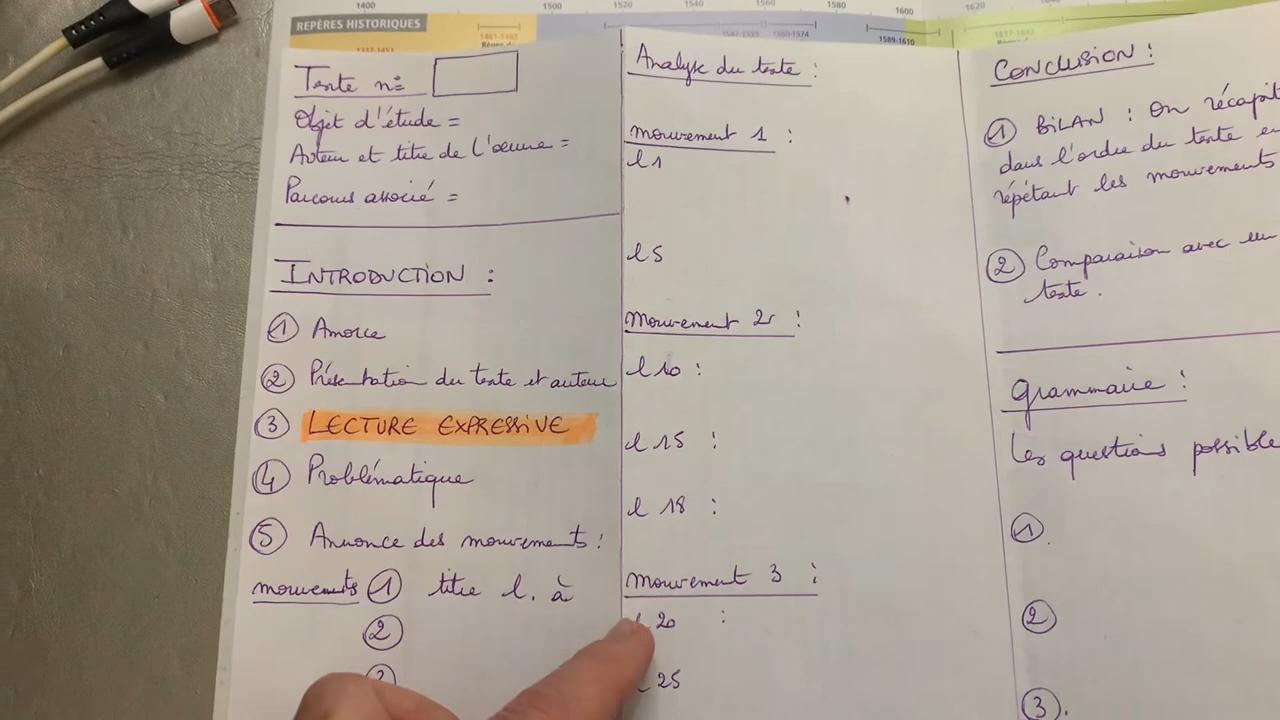 1400
1500
1520
1540
1560
1580
1600
1620
REPÈRES HISTORIQUES
1461-1483
1589-1610
Texte n°=
Objet d'étude =
Auteur et titre de l'œuvre =
Parcours associé =
INTRODUCTION :
① Amorce
② Présentation du texte et auteur
③ LECTURE EXPRESSIVE
④ Problématique
⑤ Annonce des mouvements :
mouvements ① titre l. à
②
Analyse du texte :
mouvement 1 :
l 1
l 5
mouvement 2 :
l 10 :
l 15 :
l 18 :
mouvement 3 :
l 20 :
l 25
CONCLUSION :
① BILAN : On récapit
dans l'ordre du texte en
répétant les mouvements
② Comparaison avec un
texte.
Grammaire :
Les questions possible
①.
②
③.